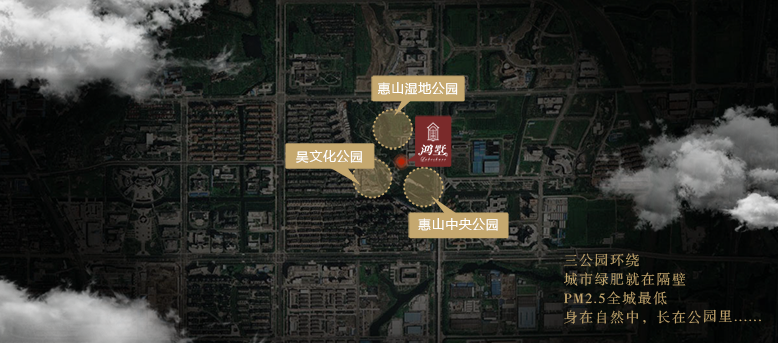 惠山湿地公园
鸿墅
吴文化公园
惠山中央公园
三公园环绕
城市绿肥就在隔壁
PM2.5全城最低
身在自然中，长在公园里……